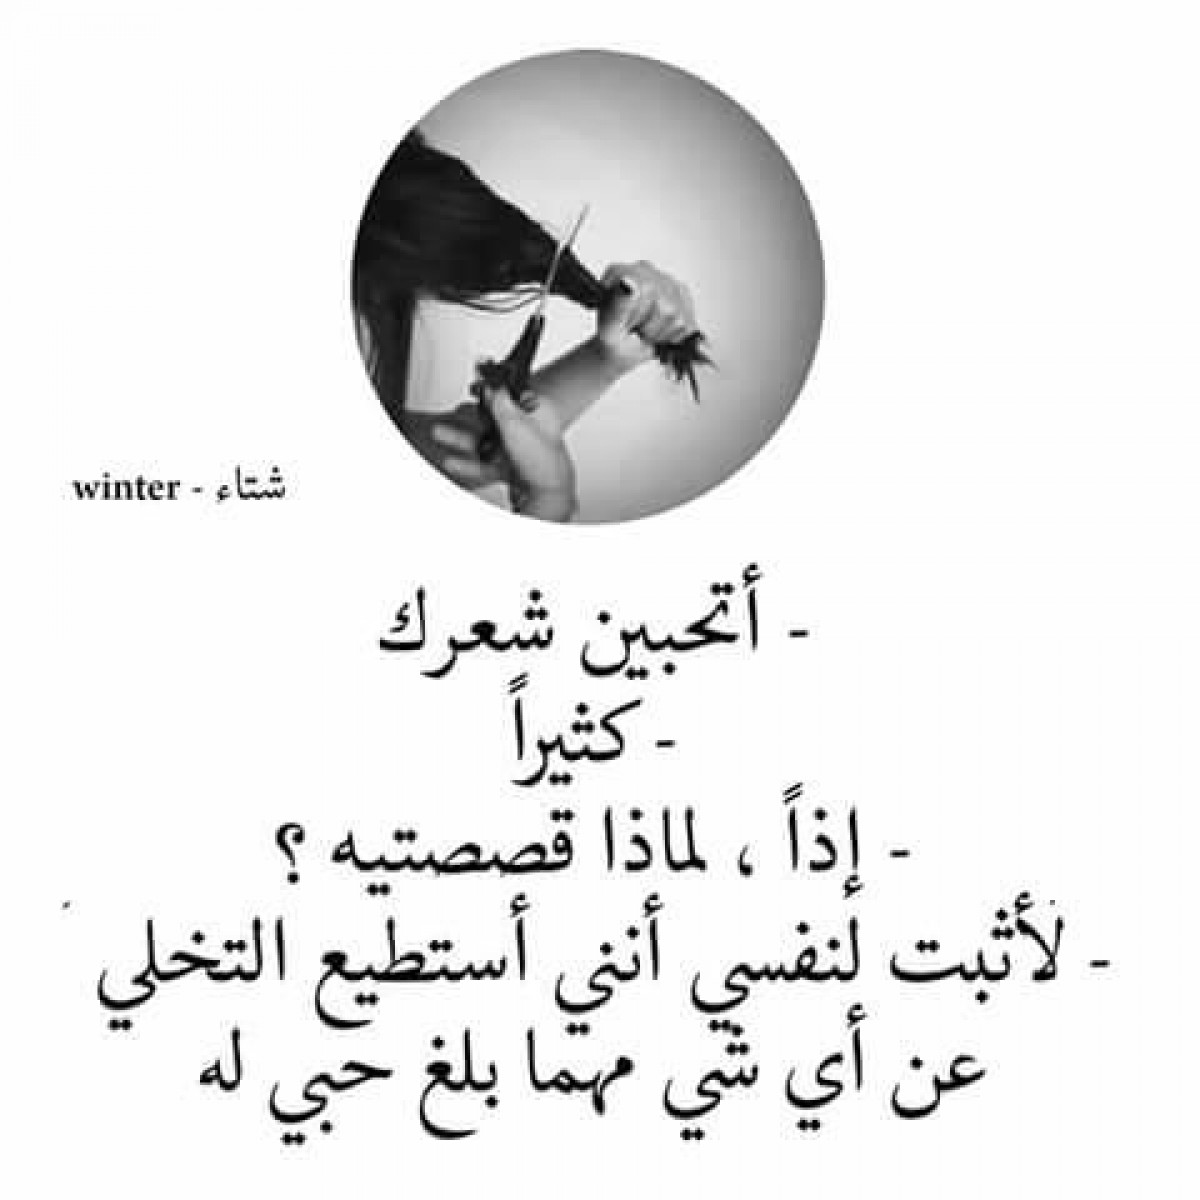 شتاء - winter
- أتحبين شعرك
- كثيراً
- إذاً ، لماذا قصصتيه ؟
- لأثبت لنفسي أنني أستطيع التخلي
عن أي شي مهما بلغ حبي له